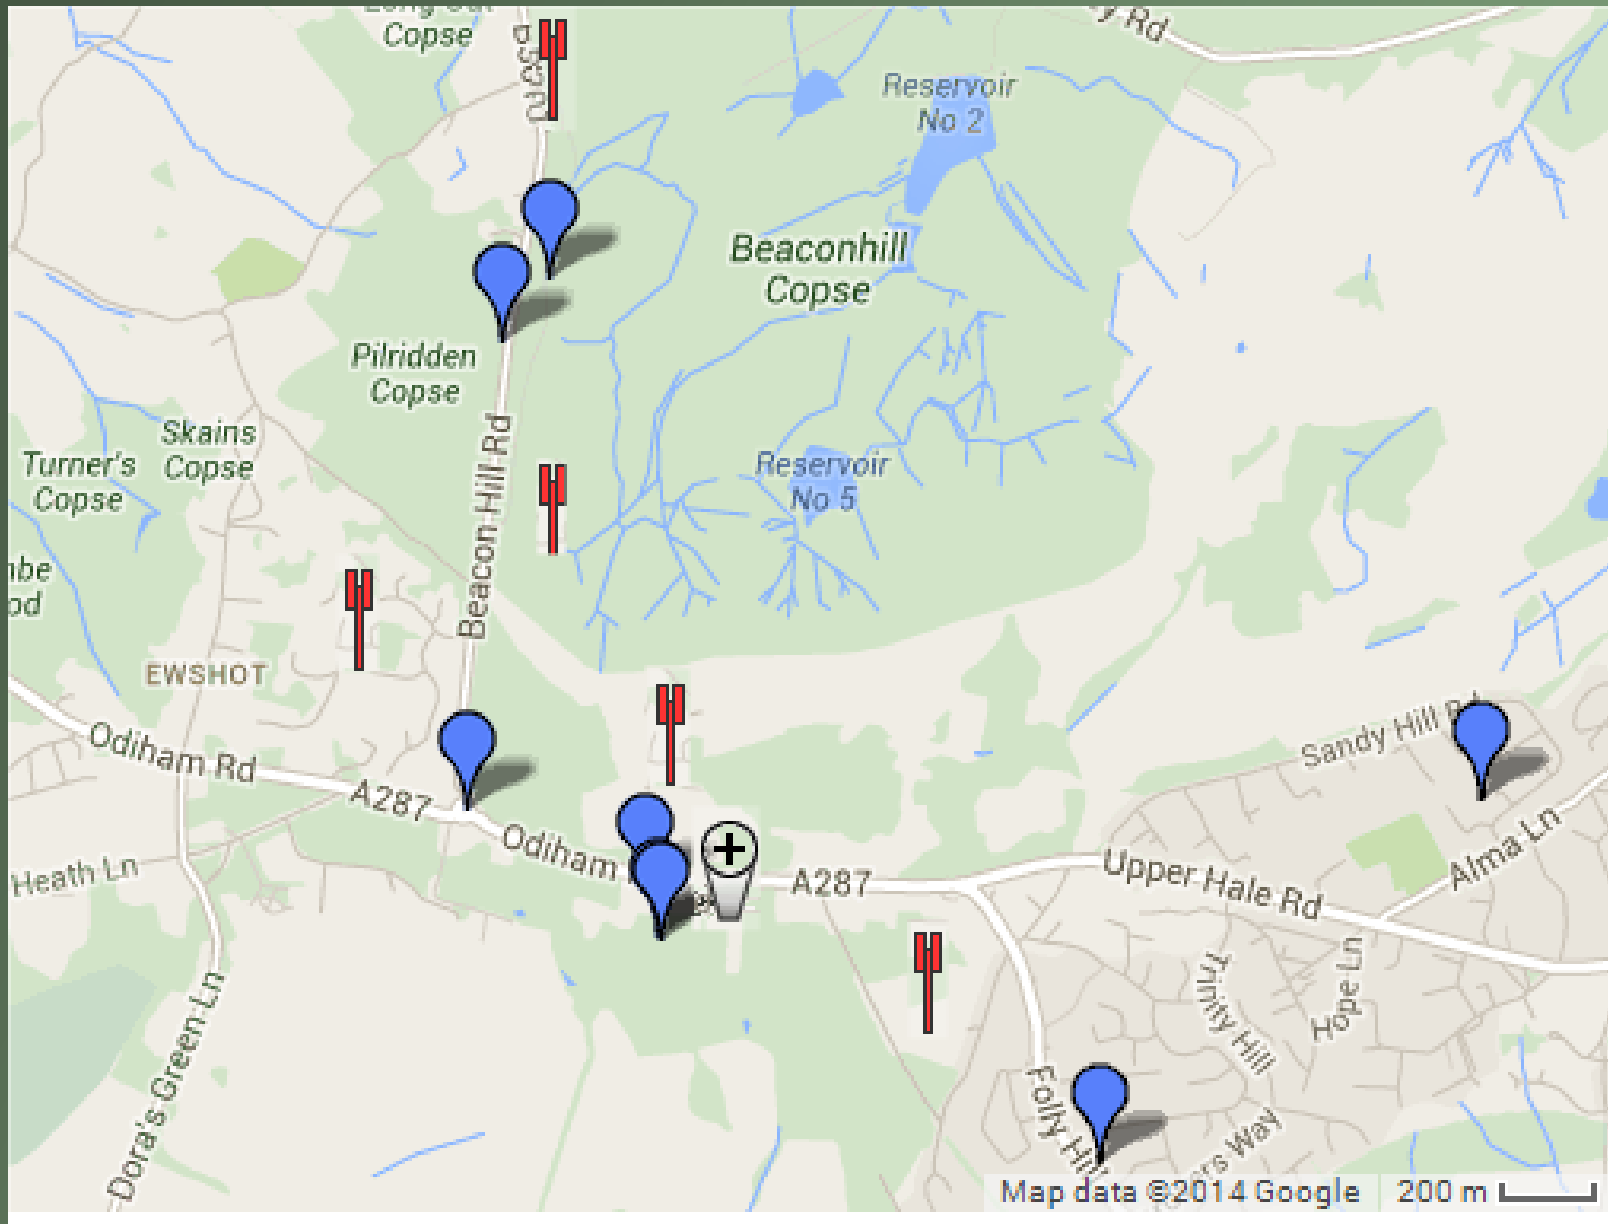 Copse
Rd
Reservoir
No 2
Beaconhill
Copse
Pilridden
Copse
Skains
Copse
Turner's
Copse
Reservoir
No 5
Beacon Hill Rd
EWSHOT
Odiham Rd
A287
Sandy Hill Rd
Odiham
Heath Ln
A287
Upper Hale Rd
Alma Ln
Trinity Hill
Hope Ln
Dora's Green Ln
Folly Hill
Way
Map data ©2014 Google
200 m